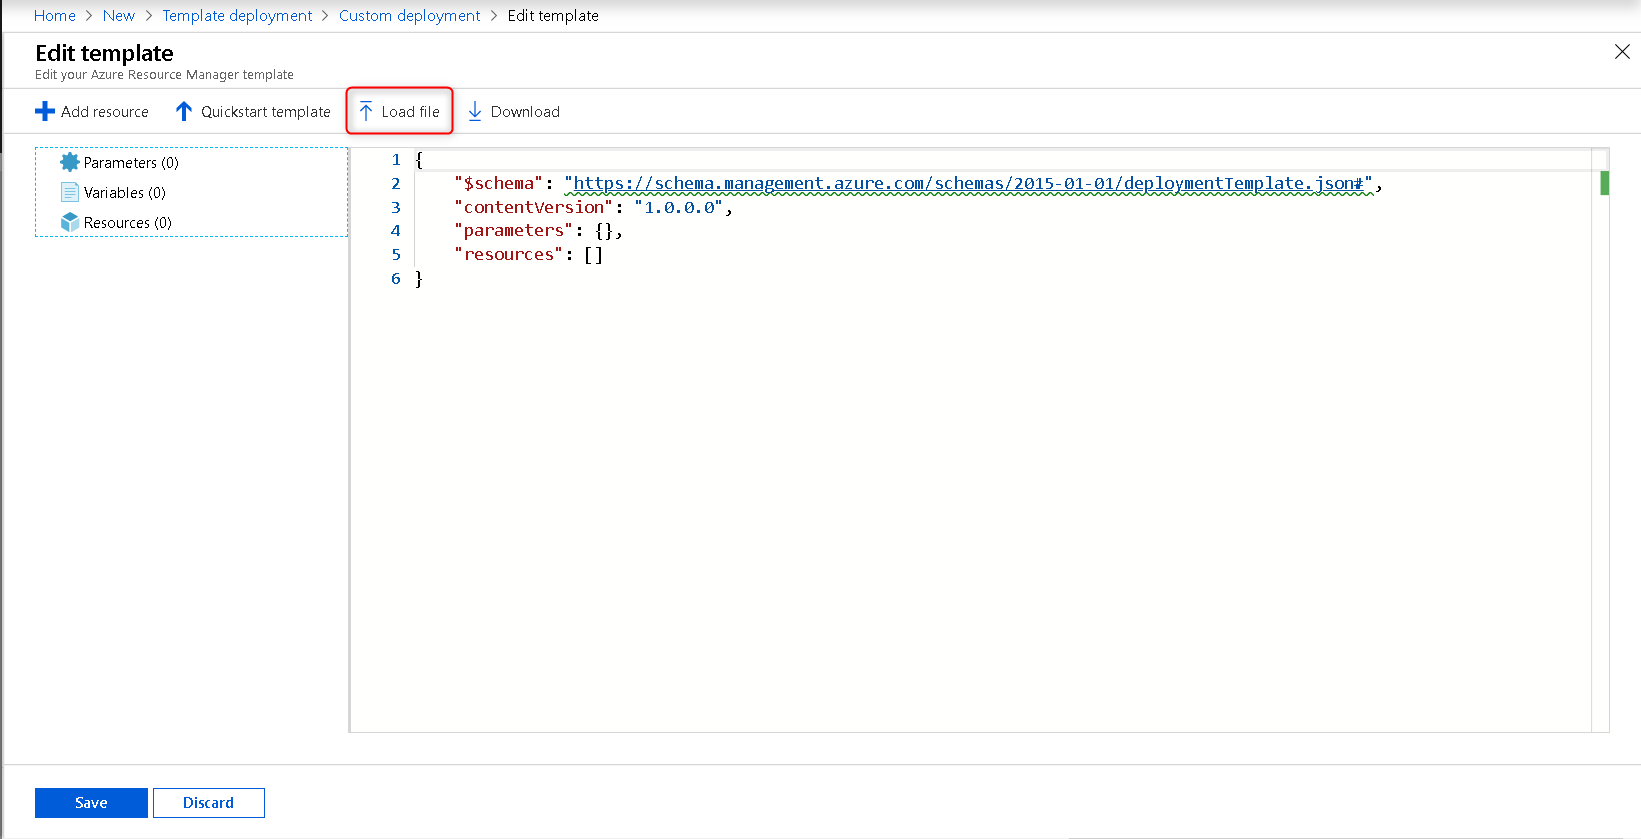 Home > New > Template deployment > Custom deployment > Edit template
Edit template
Edit your Azure Resource Manager template
Add resource Quickstart template Load file Download
Parameters (0)
Variables (0)
Resources (0)
1 {
2 "$schema": "https://schema.management.azure.com/schemas/2015-01-01/deploymentTemplate.json#",
3 "contentVersion": "1.0.0.0",
4 "parameters": {},
5 "resources": []
6 }
Save Discard